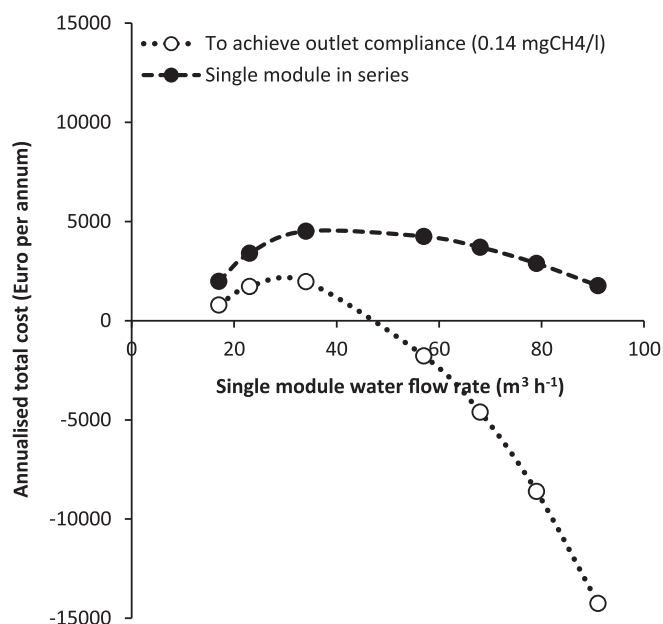 15000
To achieve outlet compliance (0.14 mgCH4/l)
Single module in series
10000
5000
0
-5000
-10000
-15000
0 20 40 60 80 100
Single module water flow rate (m³ h⁻¹)
Annualised total cost (Euro per annum)